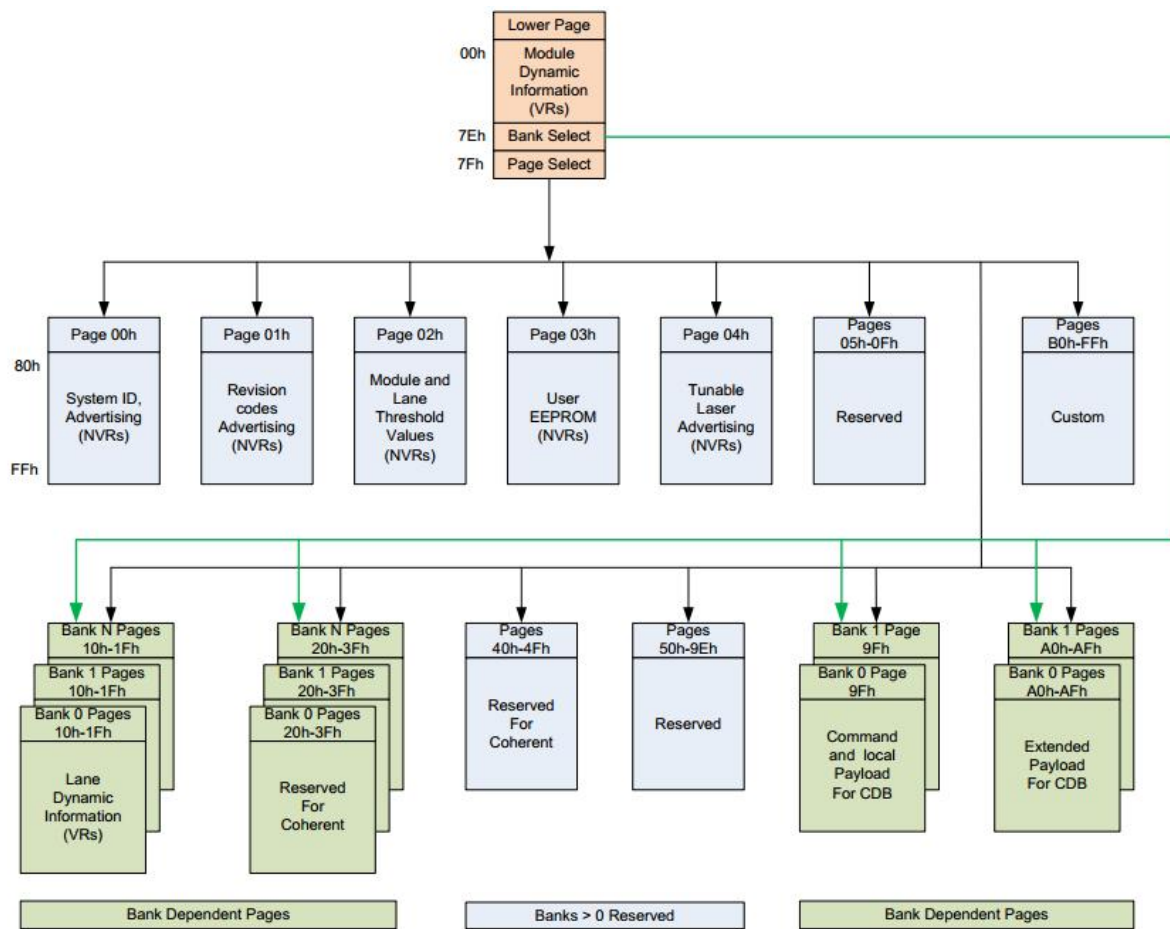 Lower Page
00h
Module
Dynamic
Information
(VRs)
7Eh
Bank Select
7Fh
Page Select
Page 00h
80h
System ID,
Advertising
(NVRs)
FFh
Page 01h
Revision
codes
Advertising
(NVRs)
Page 02h
Module and
Lane
Threshold
Values
(NVRs)
Page 03h
User
EEPROM
(NVRs)
Page 04h
Tunable
Laser
Advertising
(NVRs)
Pages
05h-0Fh
Reserved
Pages
B0h-FFh
Custom
Bank N Pages
10h-1Fh
Bank 1 Pages
10h-1Fh
Bank 0 Pages
10h-1Fh
Lane
Dynamic
Information
(VRs)
Bank N Pages
20h-3Fh
Bank 1 Pages
20h-3Fh
Bank 0 Pages
20h-3Fh
Reserved
For
Coherent
Pages
40h-4Fh
Reserved
For
Coherent
Pages
50h-9Eh
Reserved
Bank 1 Page
9Fh
Bank 0 Page
9Fh
Command
and local
Payload
For CDB
Bank 1 Pages
A0h-AFh
Bank 0 Pages
A0h-AFh
Extended
Payload
For CDB
Bank Dependent Pages
Banks > 0 Reserved
Bank Dependent Pages